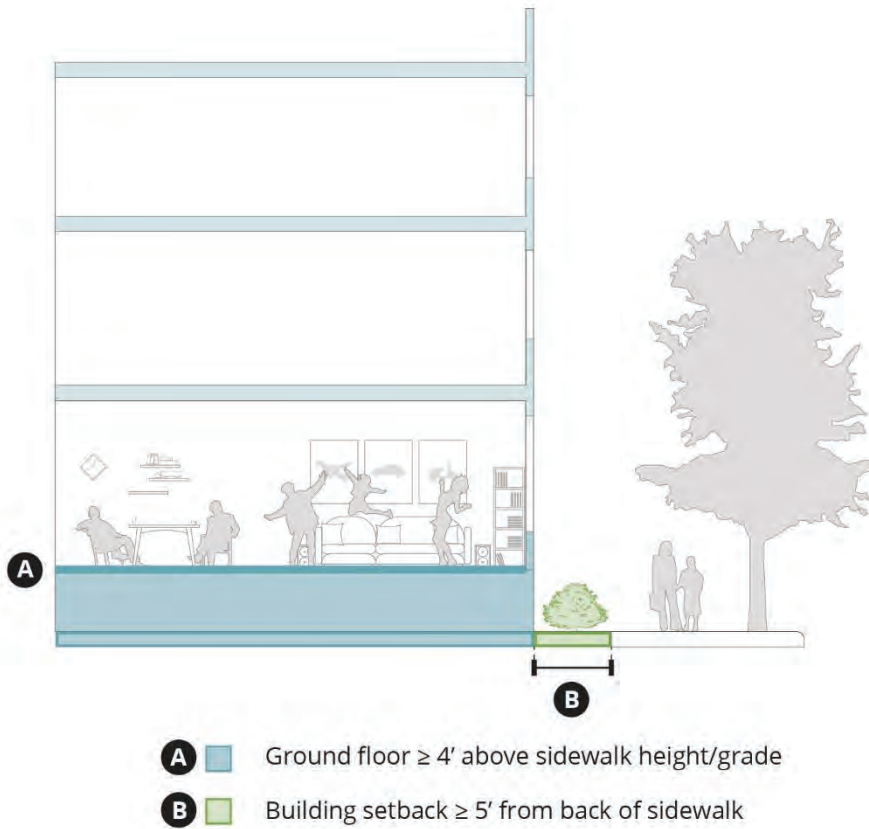 A
B
A Ground floor ≥ 4’ above sidewalk height/grade
B Building setback ≥ 5’ from back of sidewalk